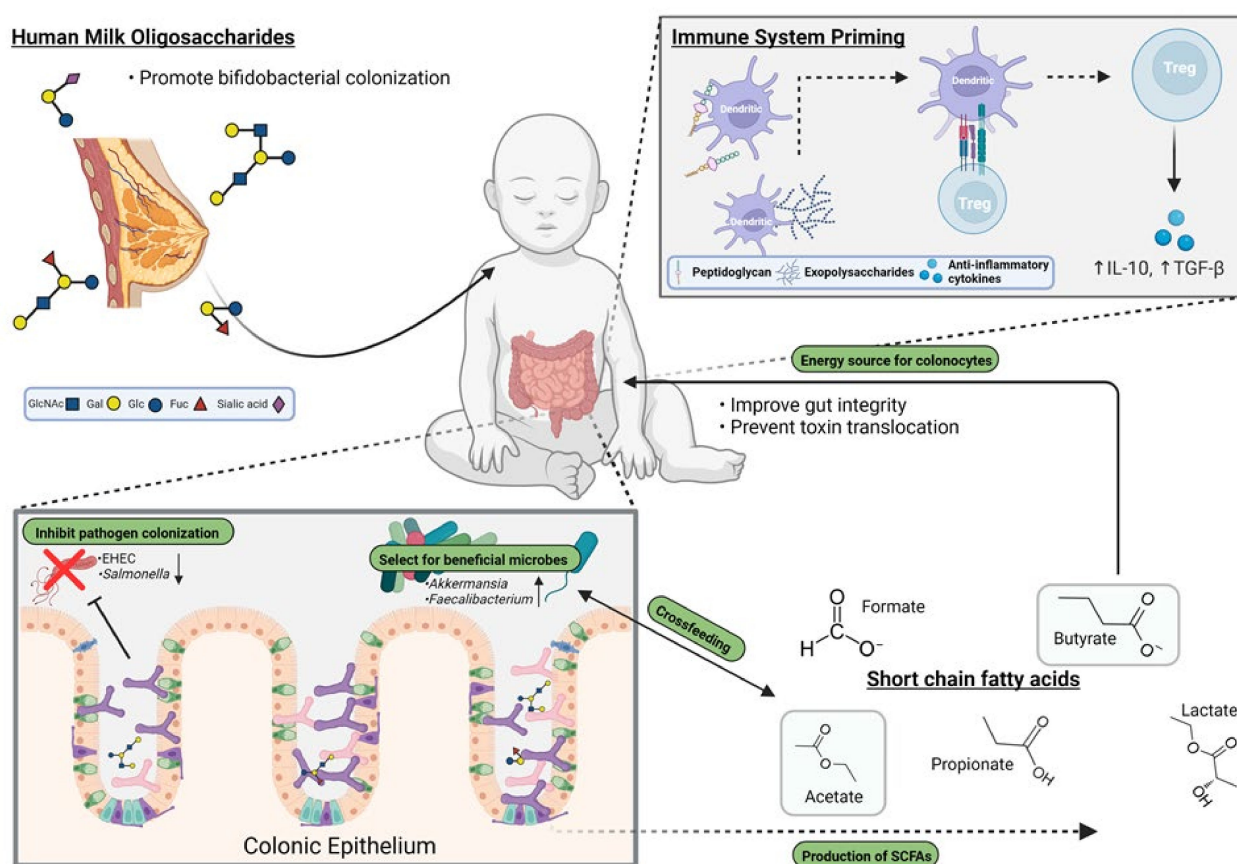 Human Milk Oligosaccharides
• Promote bifidobacterial colonization
GlcNAc Gal Glc Fuc Sialic acid
Immune System Priming
Dendritic
Dendritic
Dendritic
Treg
Treg
Peptidoglycan Exopolysaccharides Anti-inflammatory
cytokines
↑IL-10, ↑TGF-β
Energy source for colonocytes
• Improve gut integrity
• Prevent toxin translocation
Inhibit pathogen colonization
•EHEC
•Salmonella
Select for beneficial microbes
•Akkermansia
•Faecalibacterium
Colonic Epithelium
Crossfeeding
Formate
O
H O⁻
Butyrate
O
O⁻
Short chain fatty acids
Acetate
O
O
Propionate
O
OH
Lactate
O
O
OH
Production of SCFAs